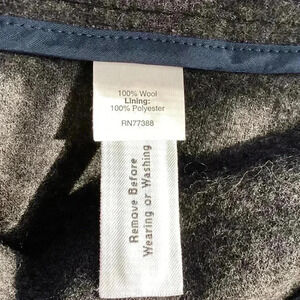 100% Wool
Lining:
100% Polyester
RN77388
Remove Before
Wearing or Washing